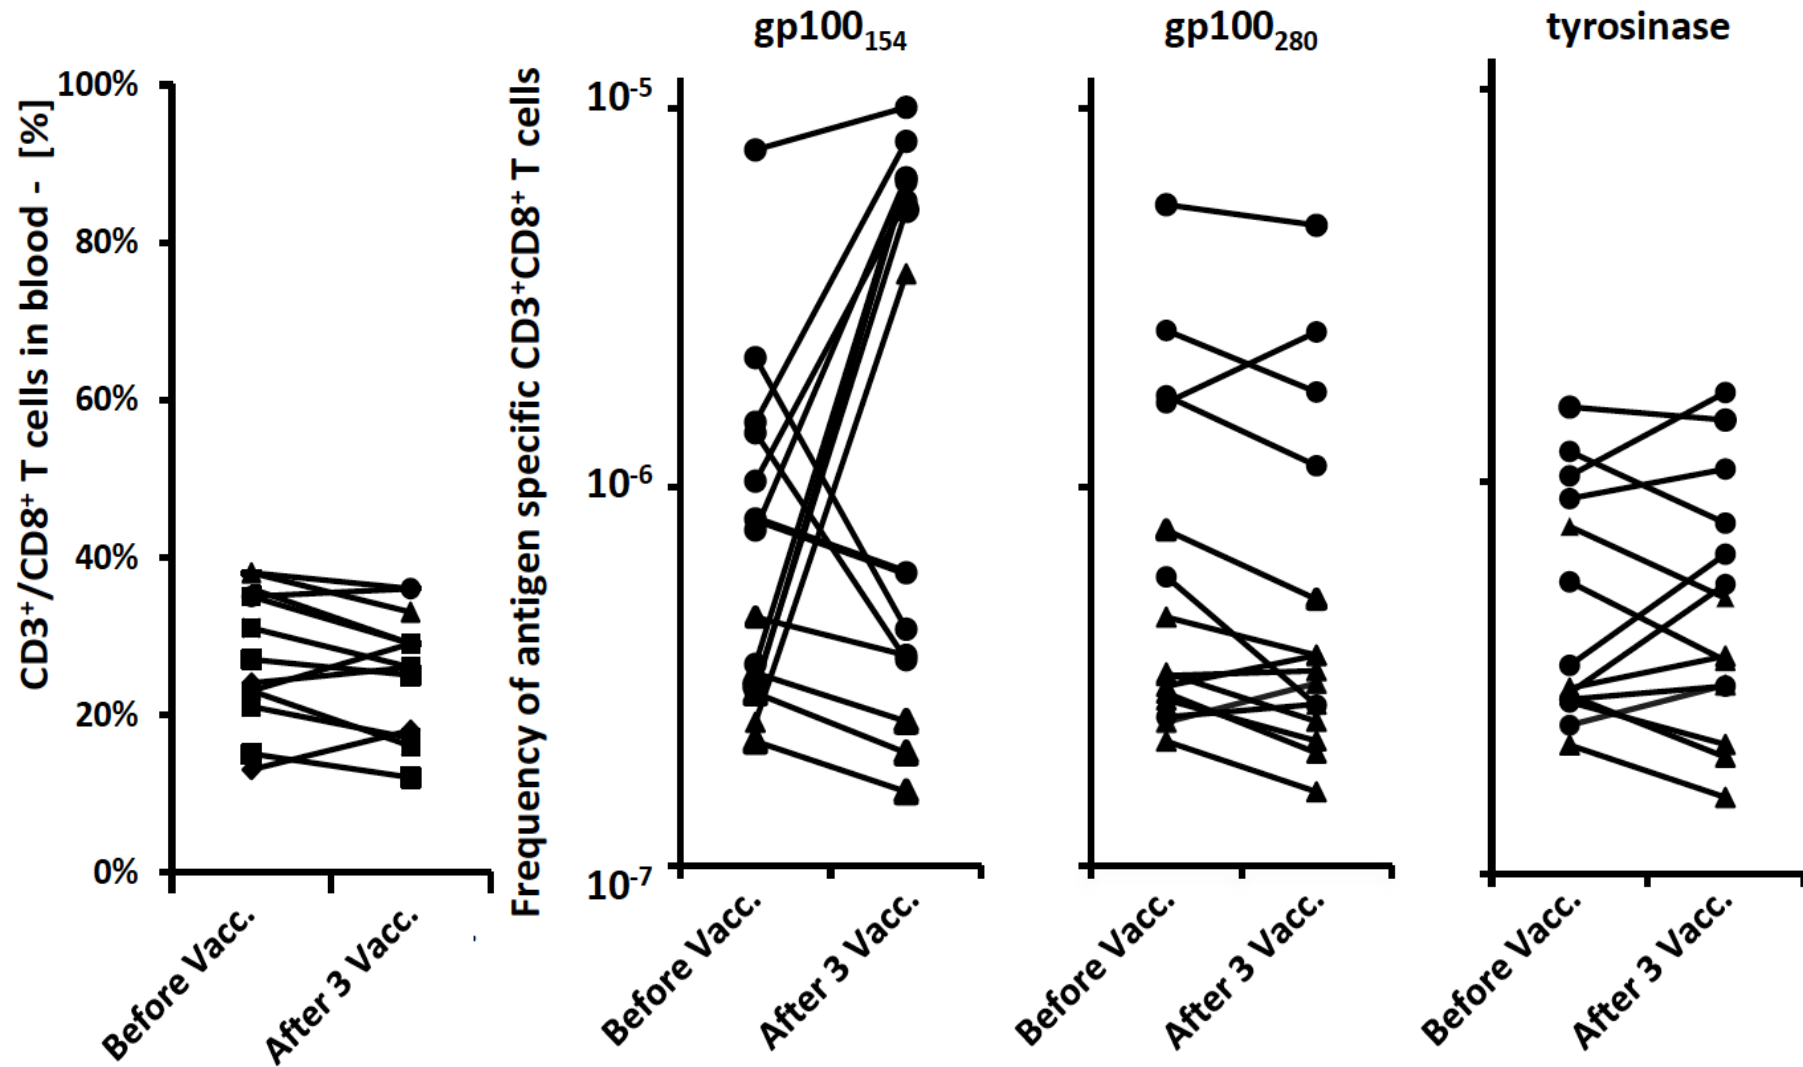 gp100₁₅₄
gp100₂₈₀
tyrosinase
CD3⁺/CD8⁺ T cells in blood - [%]
100%
80%
60%
40%
20%
0%
Before Vacc.
After 3 Vacc.
Frequency of antigen specific CD3⁺CD8⁺ T cells
10⁻⁵
10⁻⁶
10⁻⁷
Before Vacc.
After 3 Vacc.
Before Vacc.
After 3 Vacc.
Before Vacc.
After 3 Vacc.